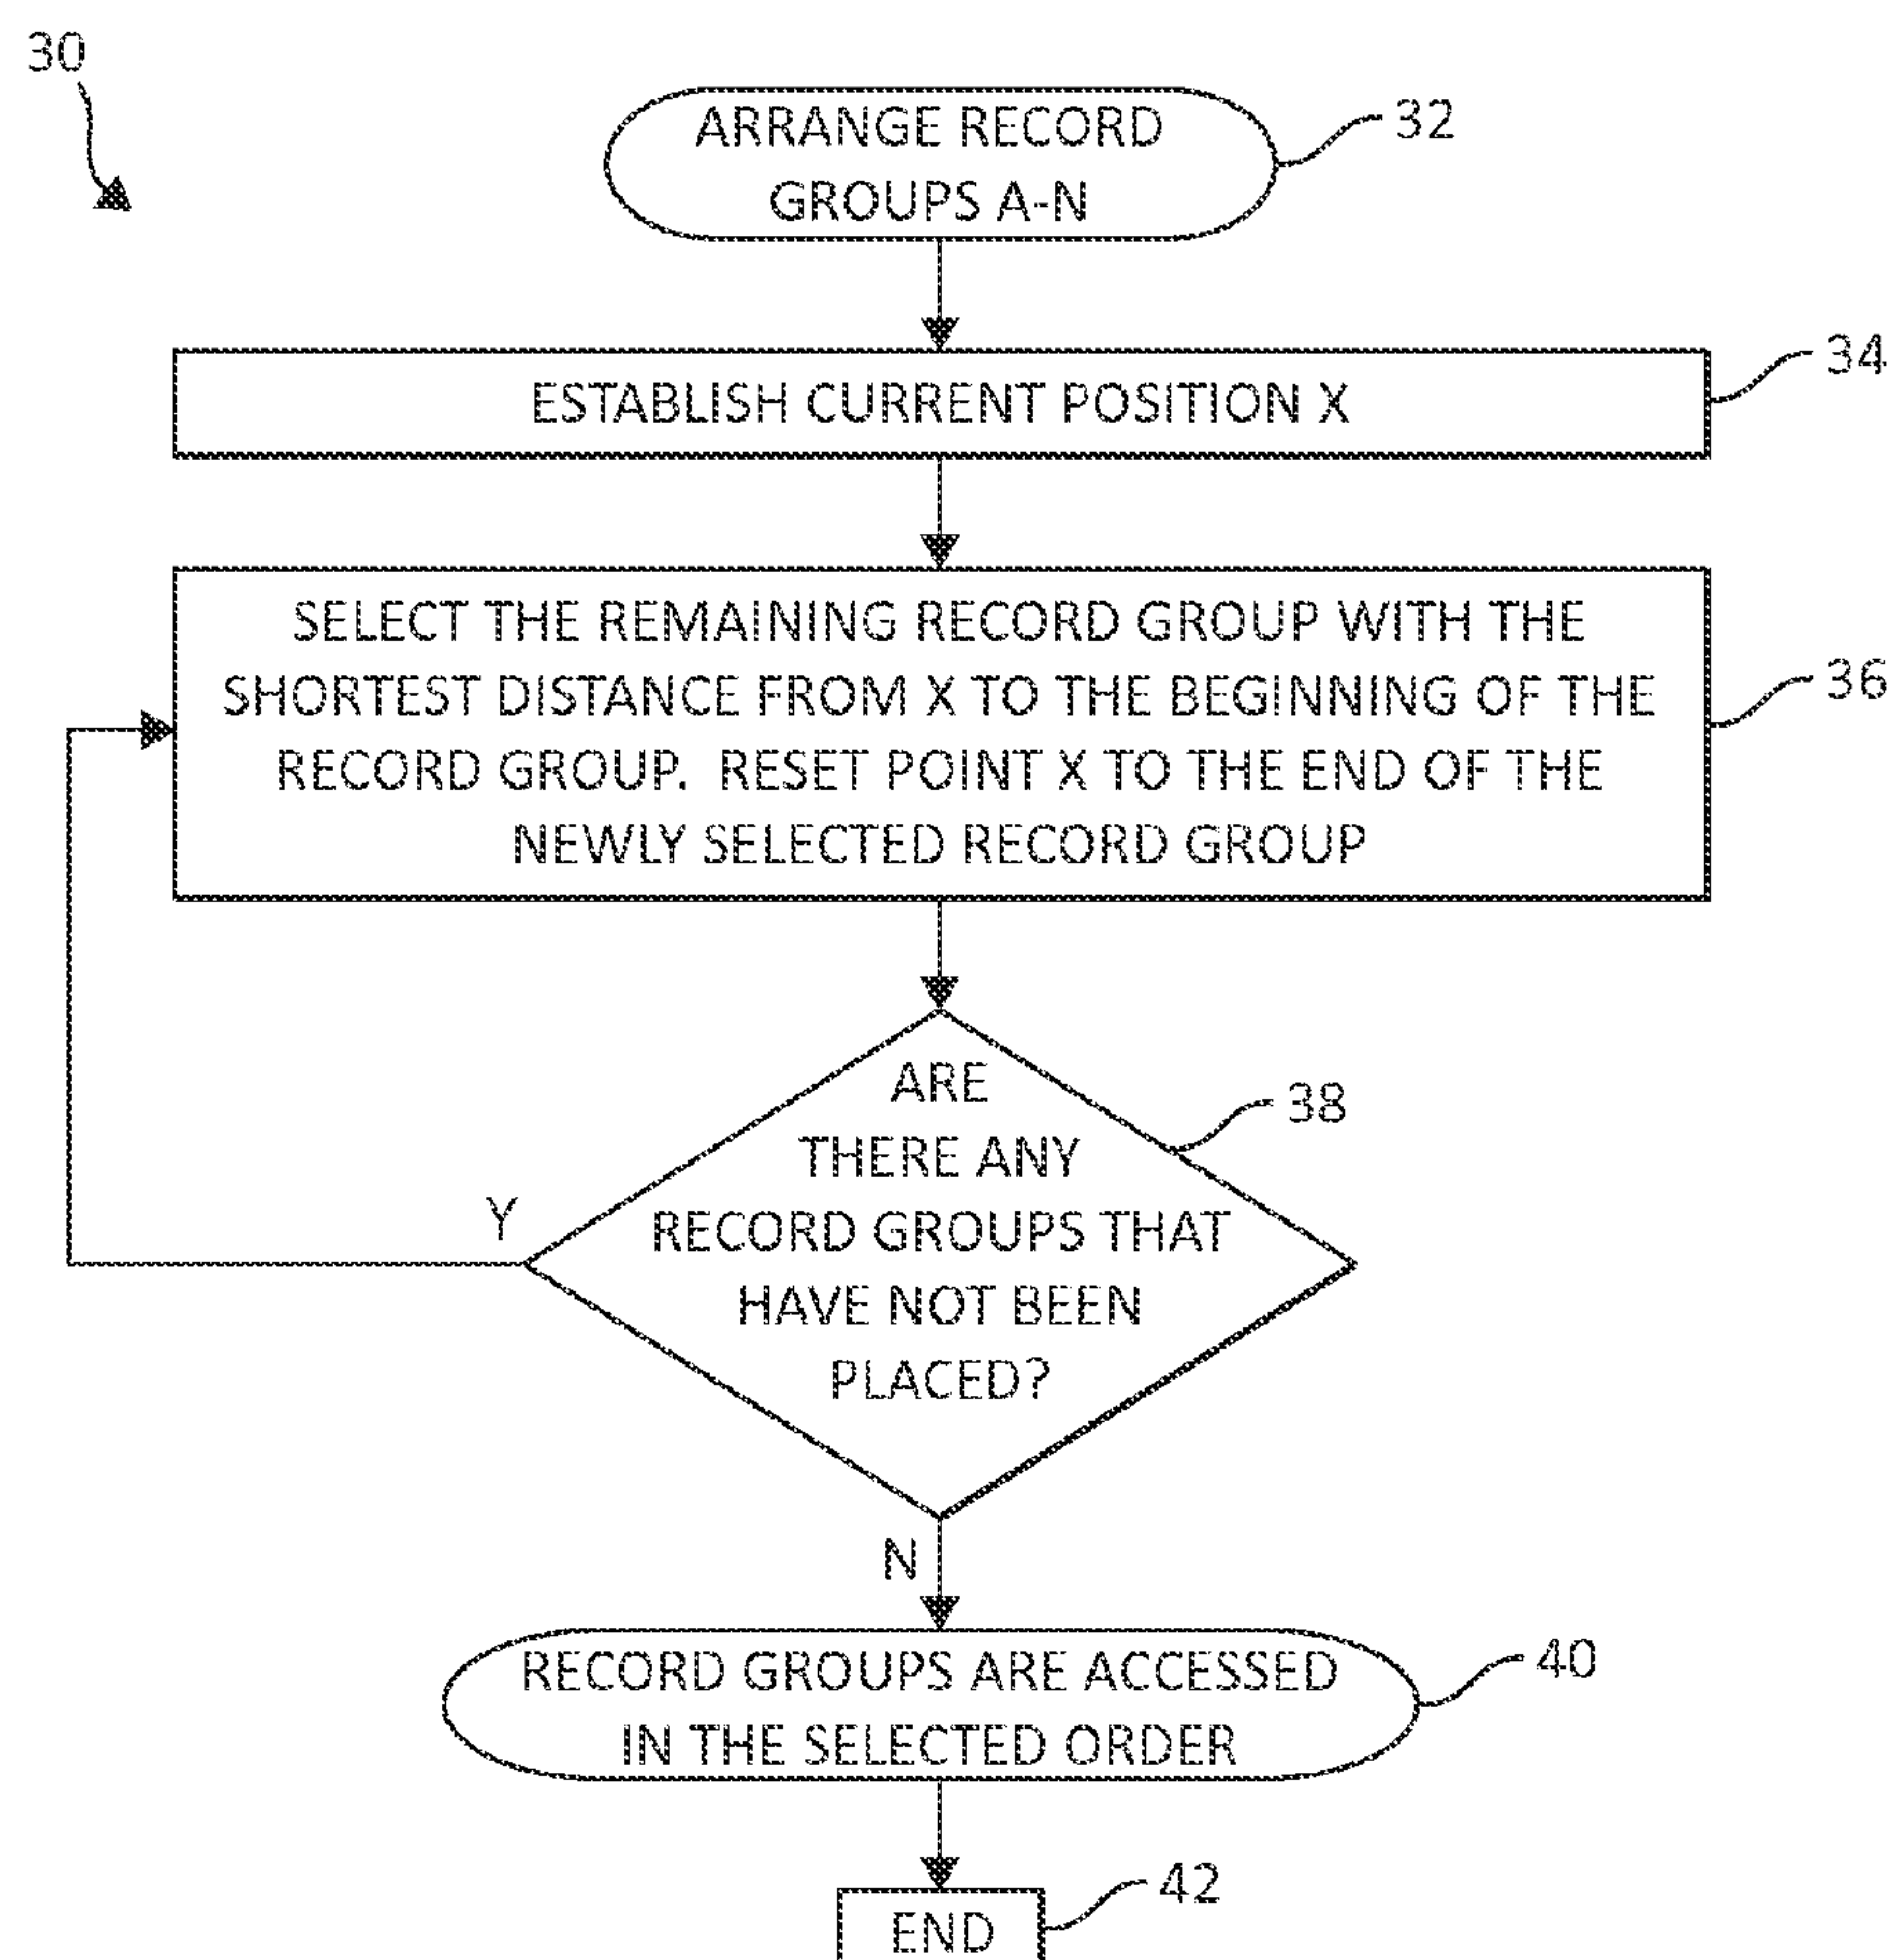 30
ARRANGE RECORD
GROUPS A-N
32
ESTABLISH CURRENT POSITION X
34
SELECT THE REMAINING RECORD GROUP WITH THE
SHORTEST DISTANCE FROM X TO THE BEGINNING OF THE
RECORD GROUP. RESET POINT X TO THE END OF THE
NEWLY SELECTED RECORD GROUP
36
ARE
THERE ANY
RECORD GROUPS THAT
HAVE NOT BEEN
PLACED?
38
Y
N
RECORD GROUPS ARE ACCESSED
IN THE SELECTED ORDER
40
END
42